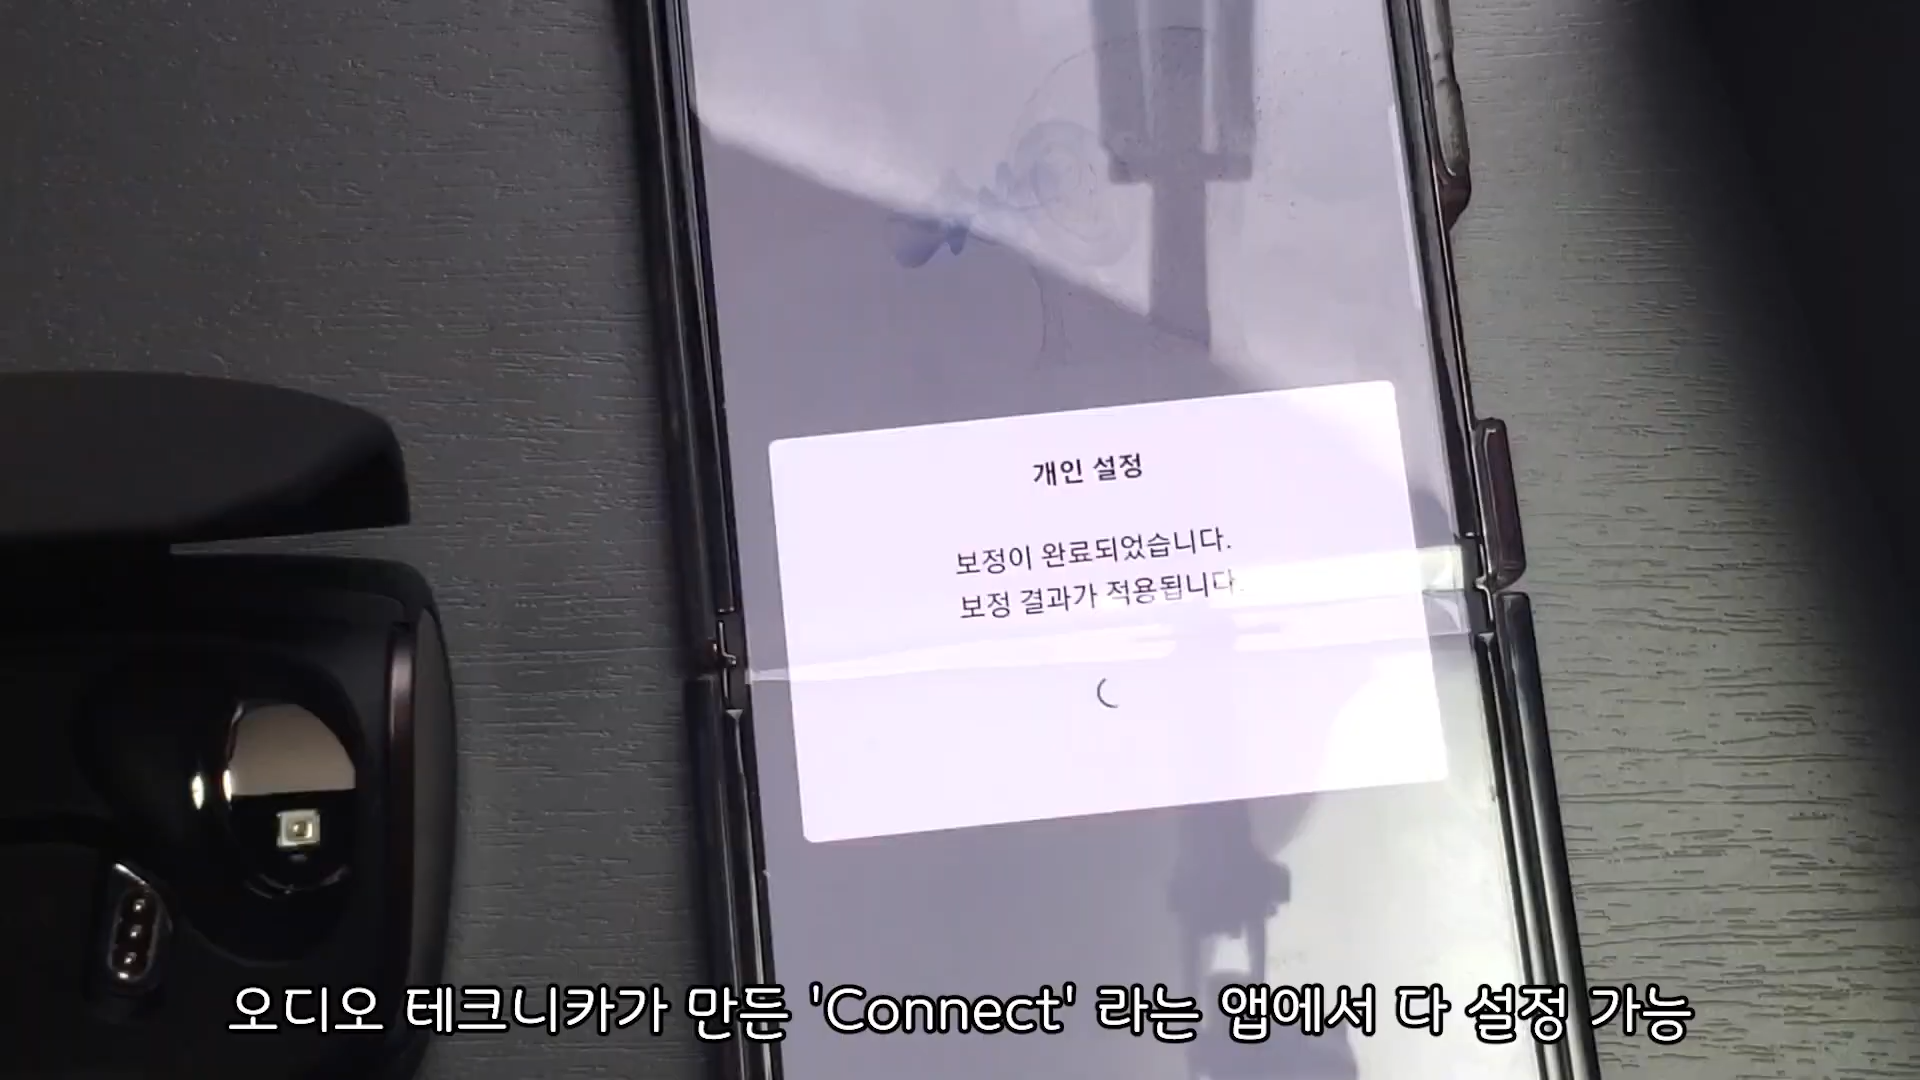 개인 설정
보정이 완료되었습니다.
보정 결과가 적용됩니다.
오디오 테크니카가 만든 'Connect' 라는 앱에서 다 설정 가능